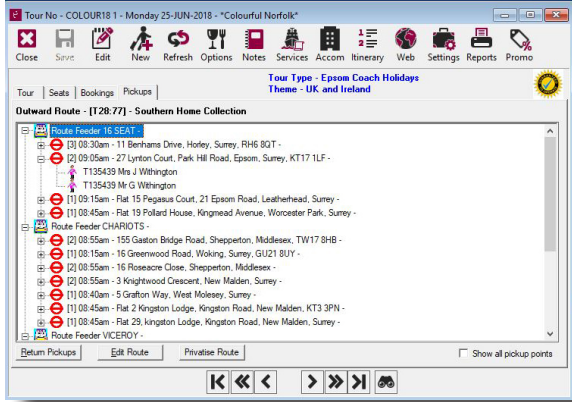 Tour No - COLOUR18 1 - Monday 25-JUN-2018 - *Colourful Norfolk*
Close Save Edit New Refresh Options Notes Services Accom Itinerary Web Settings Reports Promo
Tour Seats Bookings Pickups
Tour Type - Epsom Coach Holidays
Theme - UK and Ireland
Outward Route - [T28:77] - Southern Home Collection
Route Feeder 16 SEAT -
[3] 08:30am - 11 Benhams Drive, Horley, Surrey, RH6 8QT -
[2] 09:05am - 27 Lynton Court, Park Hill Road, Epsom, Surrey, KT17 1LF -
T135439 Mrs J Withington
T135439 Mr G Withington
[1] 09:15am - Flat 15 Pegasus Court, 21 Epsom Road, Leatherhead, Surrey -
[1] 08:45am - Flat 19 Pollard House, Kingmead Avenue, Worcester Park, Surrey -
Route Feeder CHARIOTS -
[2] 08:55am - 155 Gaston Bridge Road, Shepperton, Middlesex, TW17 8HB -
[1] 08:15am - 16 Greenwood Road, Woking, Surrey, GU21 8UY -
[2] 08:55am - 16 Roseacre Close, Shepperton, Middlesex -
[2] 08:55am - 3 Knightwood Crescent, New Malden, Surrey -
[1] 08:40am - 5 Grafton Way, West Molesey, Surrey -
[1] 08:45am - Flat 2 Kingston Lodge, Kingston Road, New Malden, KT3 3PN -
[1] 08:45am - Flat 29, kingston Lodge, Kingston Road, New Malden, Surrey -
Route Feeder VICEROY -
Return Pickups Edit Route Privatise Route Show all pickup points